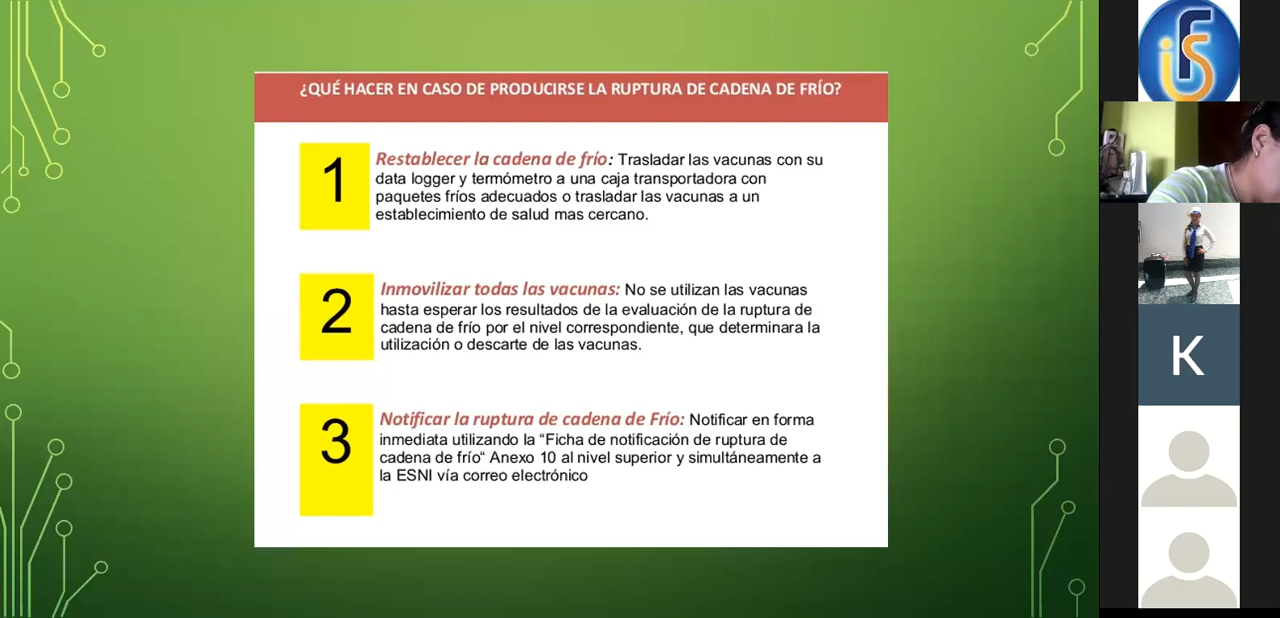 ¿QUÉ HACER EN CASO DE PRODUCIRSE LA RUPTURA DE CADENA DE FRÍO?
1
Restablecer la cadena de frío: Trasladar las vacunas con su
data logger y termómetro a una caja transportadora con
paquetes fríos adecuados o trasladar las vacunas a un
establecimiento de salud mas cercano.
2
Inmovilizar todas las vacunas: No se utilizan las vacunas
hasta esperar los resultados de la evaluación de la ruptura de
cadena de frío por el nivel correspondiente, que determinara la
utilización o descarte de las vacunas.
3
Notificar la ruptura de cadena de Frío: Notificar en forma
inmediata utilizando la “Ficha de notificación de ruptura de
cadena de frío“ Anexo 10 al nivel superior y simultáneamente a
la ESNI vía correo electrónico
iFS
K